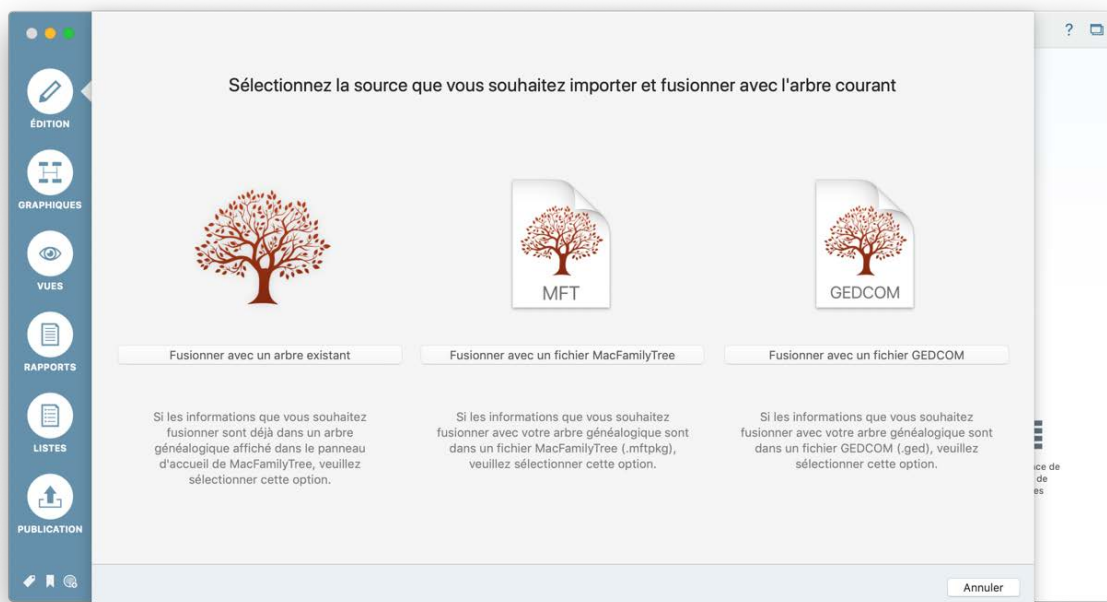 ?
ÉDITION
GRAPHIQUES
VUES
RAPPORTS
LISTES
PUBLICATION
Sélectionnez la source que vous souhaitez importer et fusionner avec l'arbre courant
MFT
GEDCOM
Fusionner avec un arbre existant
Fusionner avec un fichier MacFamilyTree
Fusionner avec un fichier GEDCOM
Si les informations que vous souhaitez
fusionner sont déjà dans un arbre
généalogique affiché dans le panneau
d'accueil de MacFamilyTree, veuillez
sélectionner cette option.
Si les informations que vous souhaitez
fusionner avec votre arbre généalogique sont
dans un fichier MacFamilyTree (.mftpkg),
veuillez sélectionner cette option.
Si les informations que vous souhaitez
fusionner avec votre arbre généalogique sont
dans un fichier GEDCOM (.ged), veuillez
sélectionner cette option.
de
de
Annuler